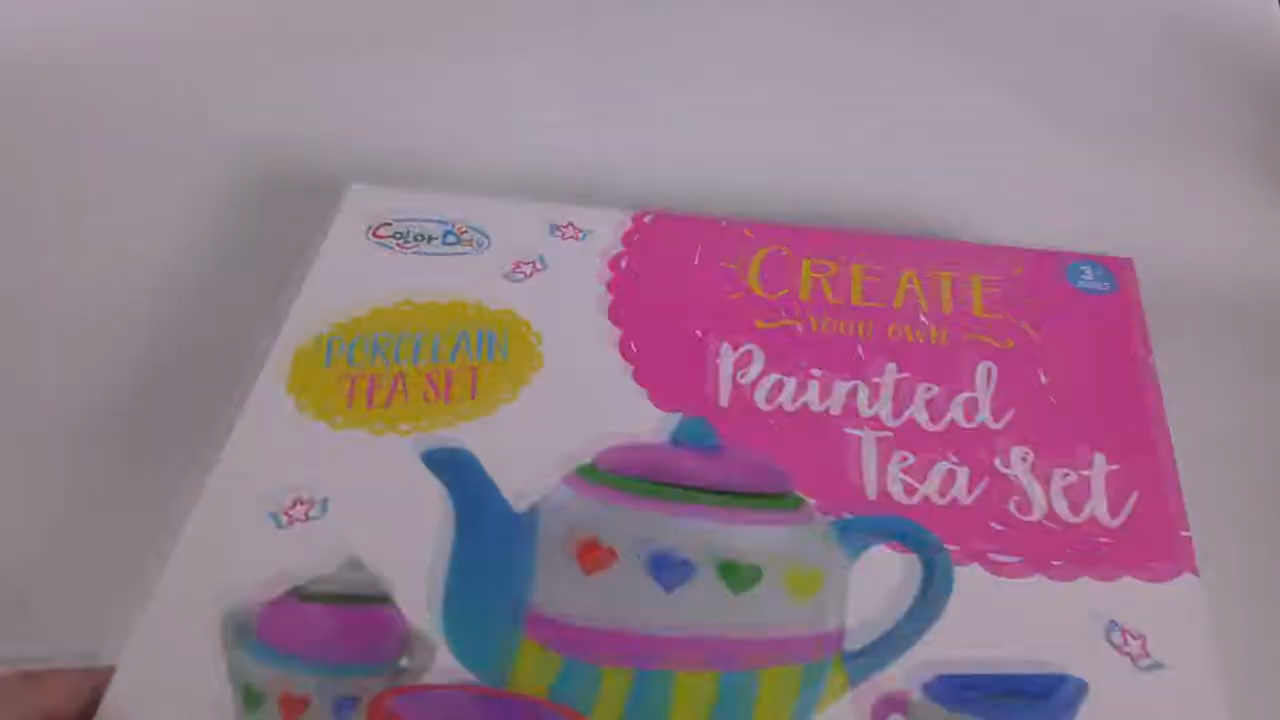 Color Day
PORCELAIN
TEA SET
CREATE
YOUR OWN
Painted
Tea Set
3+